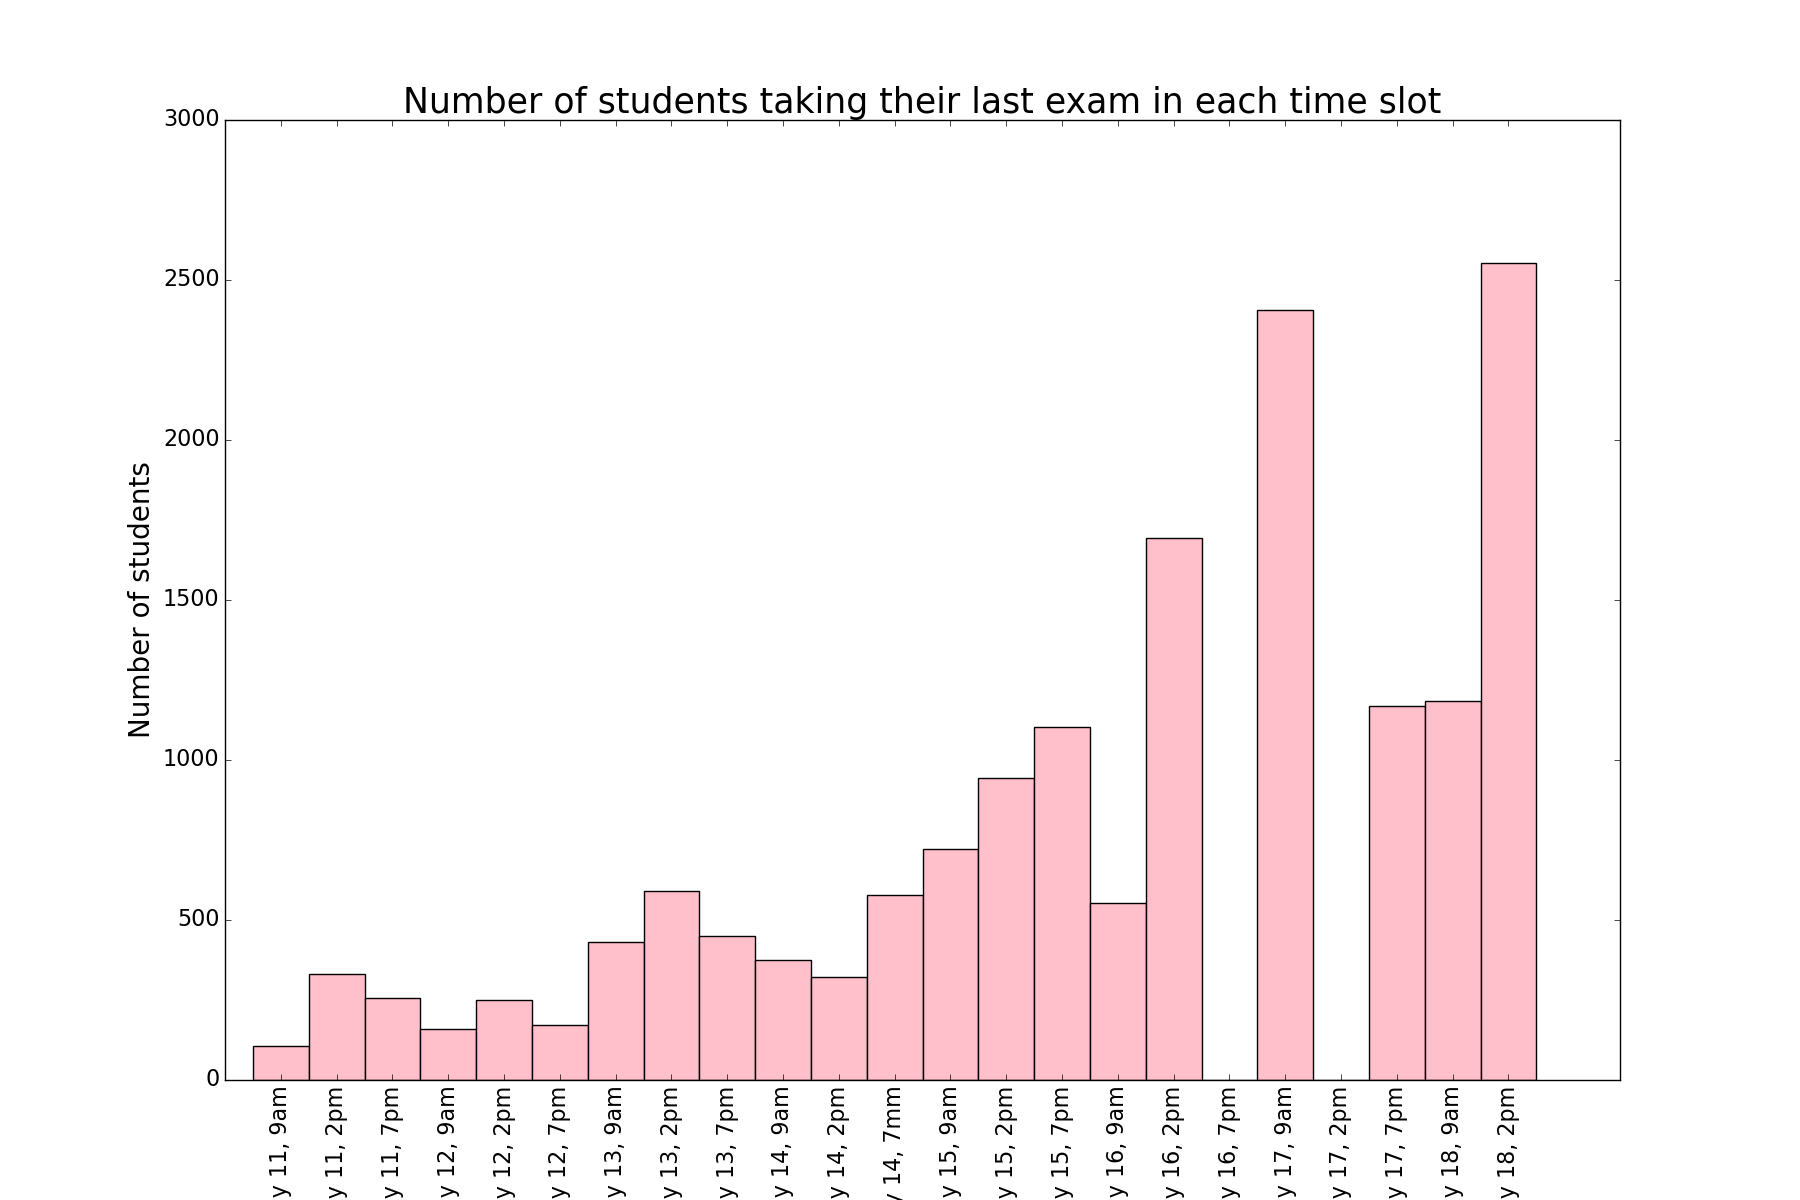 Number of students taking their last exam in each time slot
3000
2500
2000
1500
1000
500
0
Number of students
y 11, 9am
y 11, 2pm
y 11, 7pm
y 12, 9am
y 12, 2pm
y 12, 7pm
y 13, 9am
y 13, 2pm
y 13, 7pm
y 14, 9am
y 14, 2pm
y 14, 7mm
y 15, 9am
y 15, 2pm
y 15, 7pm
y 16, 9am
y 16, 2pm
y 16, 7pm
y 17, 9am
y 17, 2pm
y 17, 7pm
y 18, 9am
y 18, 2pm